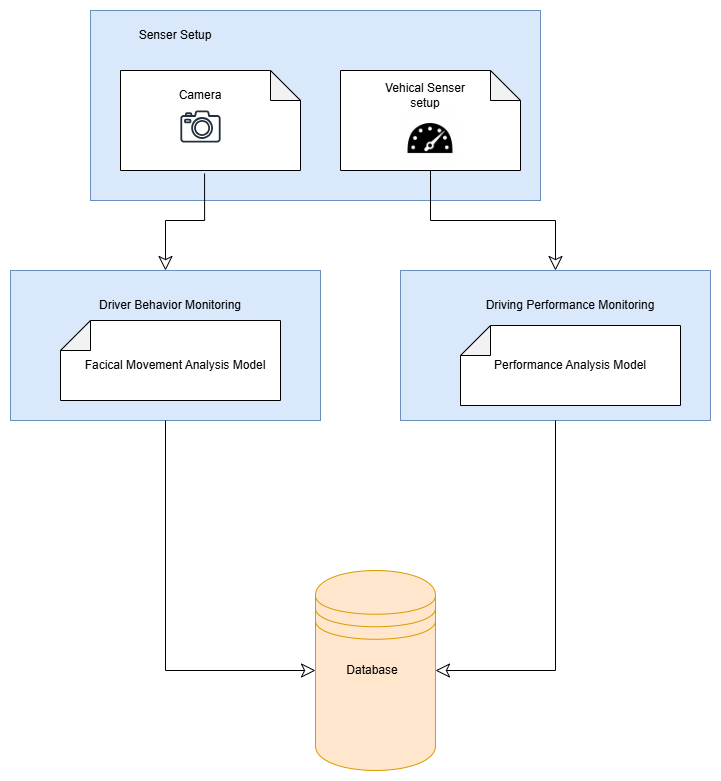 Senser Setup
Camera
Vehical Senser
setup
Driver Behavior Monitoring
Facical Movement Analysis Model
Driving Performance Monitoring
Performance Analysis Model
Database